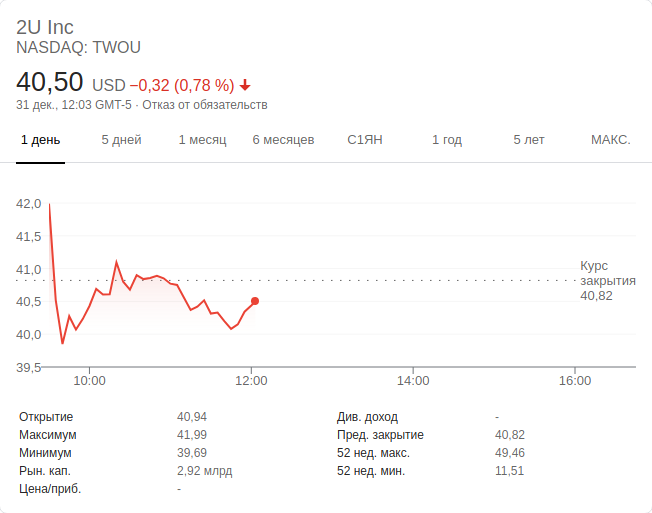 2U Inc
NASDAQ: TWOU
40,50 USD −0,32 (0,78 %)
31 дек., 12:03 GMT-5 · Отказ от обязательств
1 день 5 дней 1 месяц 6 месяцев С1ЯН 1 год 5 лет МАКС.
42,0
41,5
41,0
40,5
40,0
39,5
Курс
закрытия
40,82
10:00 12:00 14:00 16:00
Открытие 40,94 Див. доход -
Максимум 41,99 Пред. закрытие 40,82
Минимум 39,69 52 нед. макс. 49,46
Рын. кап. 2,92 млрд 52 нед. мин. 11,51
Цена/приб. -